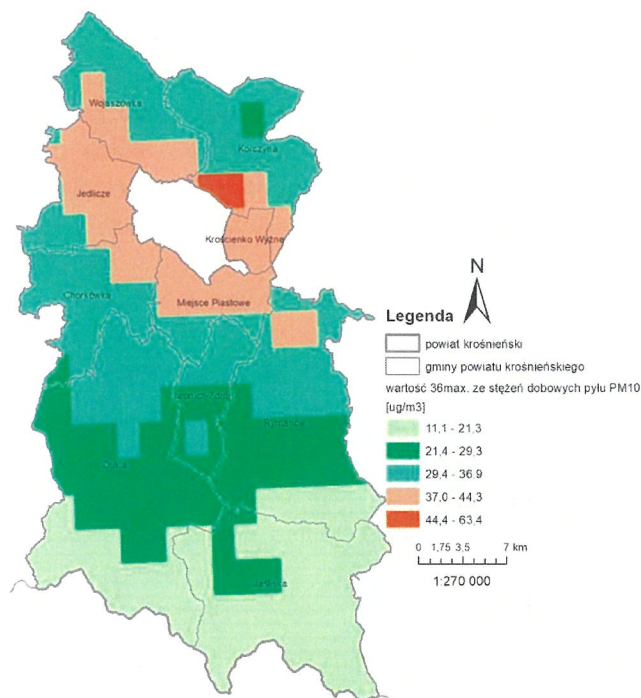 Wojaszówka
Korczyna
Jedlicze
Krościenko Wyżne
Chorkówka
Miejsce Piastowe
Rymanów
Dukla
Jaśliska
N
Legenda
powiat krośnieński
gminy powiatu krośnieńskiego
wartość 36max. ze stężeń dobowych pyłu PM10
[ug/m3]
11,1 - 21,3
21,4 - 29,3
29,4 - 36,9
37,0 - 44,3
44,4 - 63,4
0 1,75 3,5 7 km
1:270 000